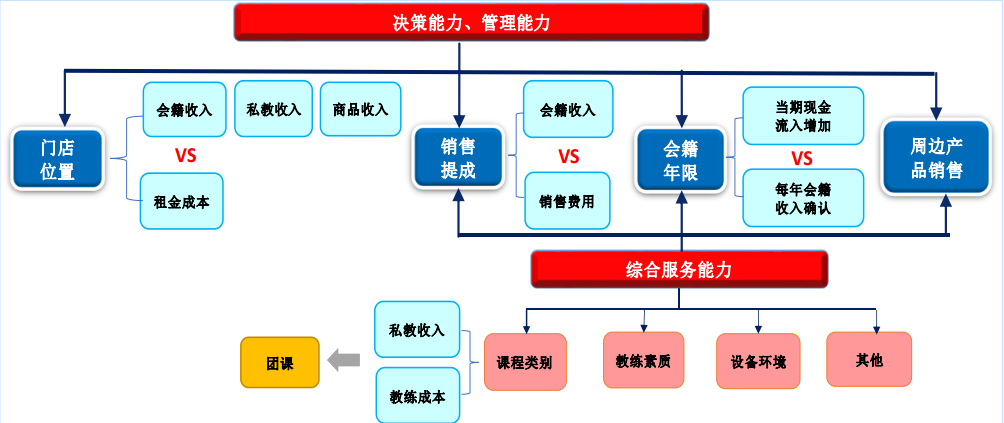 决策能力、管理能力
门店
位置
会籍收入
私教收入
商品收入
VS
租金成本
销售
提成
会籍收入
VS
销售费用
会籍
年限
当期现金
流入增加
VS
每年会籍
收入确认
周边产
品销售
综合服务能力
团课
私教收入
教练成本
课程类别
教练素质
设备环境
其他